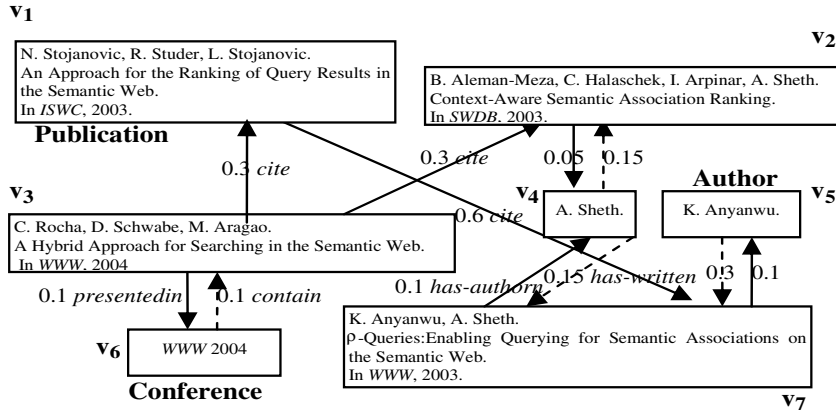 v1
N. Stojanovic, R. Studer, L. Stojanovic.
An Approach for the Ranking of Query Results in
the Semantic Web.
In ISWC, 2003.
Publication
v2
B. Aleman-Meza, C. Halaschek, I. Arpinar, A. Sheth.
Context-Aware Semantic Association Ranking.
In SWDB. 2003.
0.3 cite
0.3 cite
0.05
0.15
Author
v3
C. Rocha, D. Schwabe, M. Aragao.
A Hybrid Approach for Searching in the Semantic Web.
In WWW. 2004
0.6 cite
v4
A. Sheth.
v5
K. Anyanwu.
0.1 presentedin
0.1 contain
0.1 has-authorn
0.15 has-written
0.3
0.1
v6
WWW 2004
Conference
K. Anyanwu, A. Sheth.
ρ-Queries:Enabling Querying for Semantic Associations on
the Semantic Web.
In WWW, 2003.
v7